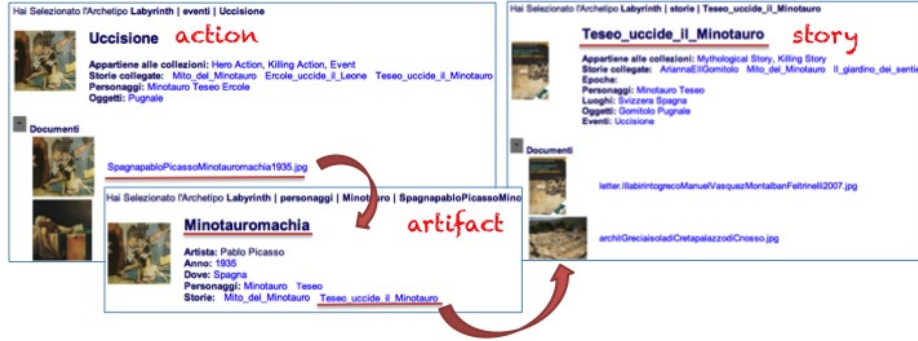 Hai Selezionato l'Archetipo Labyrinth | eventi | Uccisione
Uccisione
action
Appartiene alle collezioni: Hero Action, Killing Action, Event
Storie collegate: Mito_del_Minotauro Ercole_uccide_il_Leone Teseo_uccide_il_Minotauro
Personaggi: Minotauro Teseo Ercole
Oggetti: Pugnale
Documenti
SpagnapabloPicassoMinotauromachia1935.jpg
Hai Selezionato l'Archetipo Labyrinth | personaggi | Minotauro | SpagnapabloPicassoMino
Minotauromachia
artifact
Artista: Pablo Picasso
Anno: 1935
Dove: Spagna
Personaggi: Minotauro Teseo
Storie: Mito_del_Minotauro Teseo_uccide_il_Minotauro
Hai Selezionato l'Archetipo Labyrinth | storie | Teseo_uccide_il_Minotauro
Teseo_uccide_il_Minotauro
story
Appartiene alle collezioni: Mythological Story, Killing Story
Storie collegate: AriannaEIlGomitolo Mito_del_Minotauro Il_giardino_dei_sentie
Epoche:
Personaggi: Minotauro Teseo
Luoghi: Svizzera Spagna
Oggetti: Gomitolo Pugnale
Eventi: Uccisione
Documenti
letter.IllabirintogrecoManuelVasquezMontalbanFeltrinelli2007.jpg
architGreciaisoladiCretapalazzodiCnosso.jpg